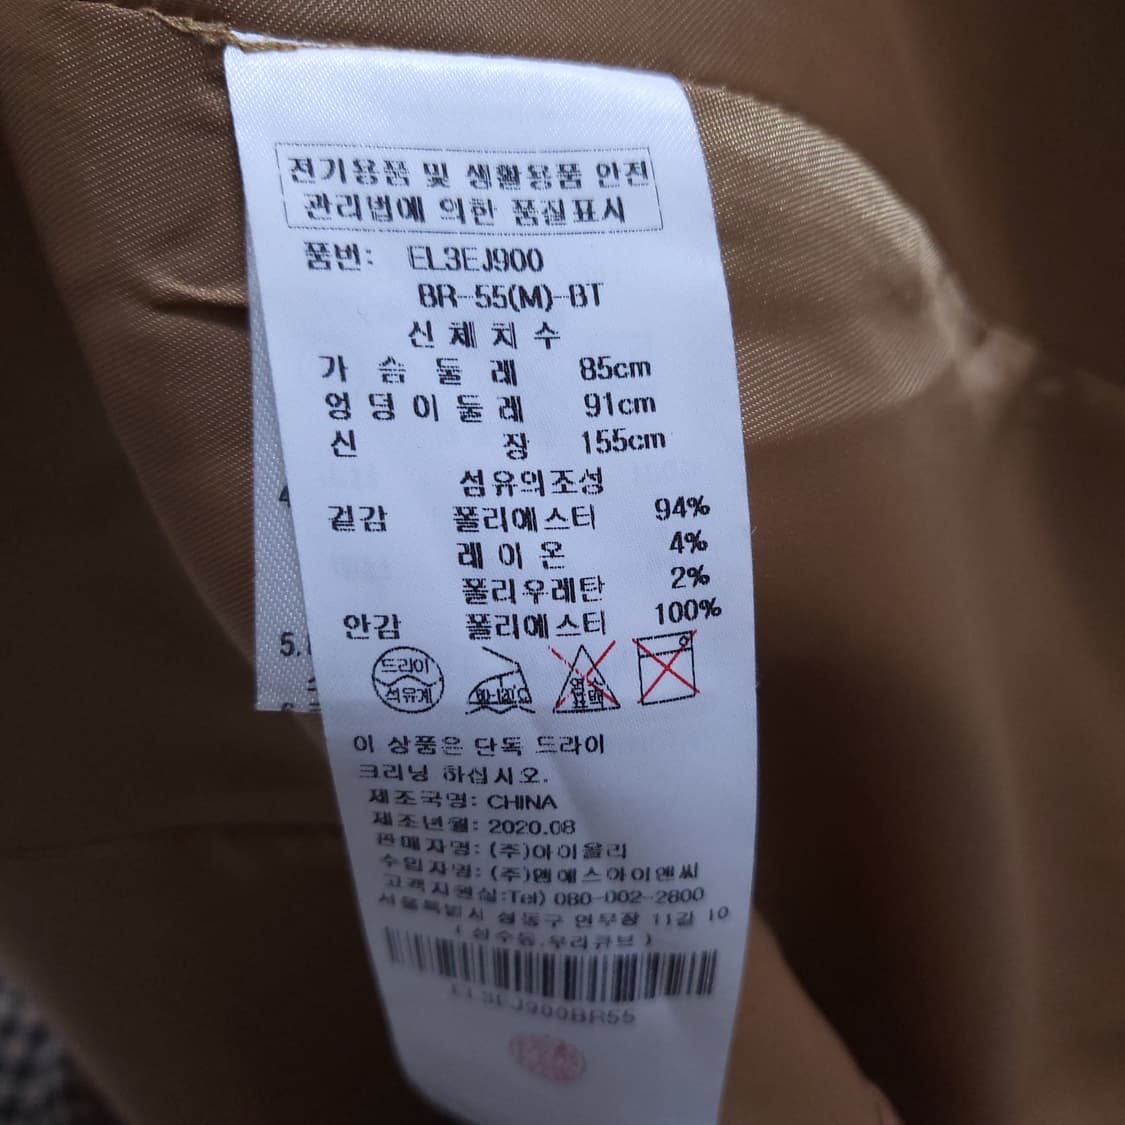 전기용품 및 생활용품 안전
관리법에 의한 품질표시
품번: EL3EJ900
BR-55(M)-BT
신체치수
가슴둘레 85cm
엉덩이둘레 91cm
신장 155cm
섬유의조성
겉감 폴리에스터 94%
레이온 4%
폴리우레탄 2%
안감 폴리에스터 100%
드라이
석유계
80-120℃
염소
표백
이 상품은 단독 드라이
크리닝 하십시오.
제조국명: CHINA
제조년월: 2020.08
판매자명: (주)아이올리
수입자명: (주)엠에스아이앤씨
고객지원실:Tel) 080-002-2800
서울특별시 성동구 연무장 11길 10
(성수동.우리큐브)
EL3EJ900BR55
5.